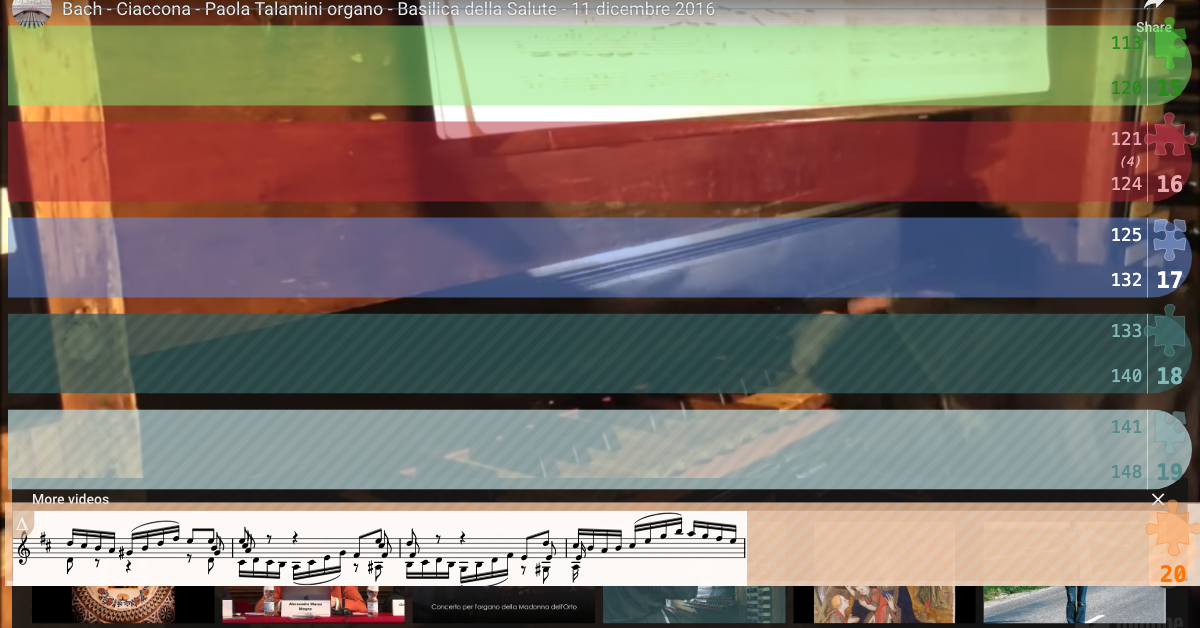 Bach - Ciaccona - Paola Talamini organo - Basilica della Salute - 11 dicembre 2016
Share
113
120 15
121
(4)
124 16
125
132 17
133
140 18
141
148 19
More videos
A
20
Alessandro Marco
Magro
Concerto per l'organo della Madonna dell'Orto